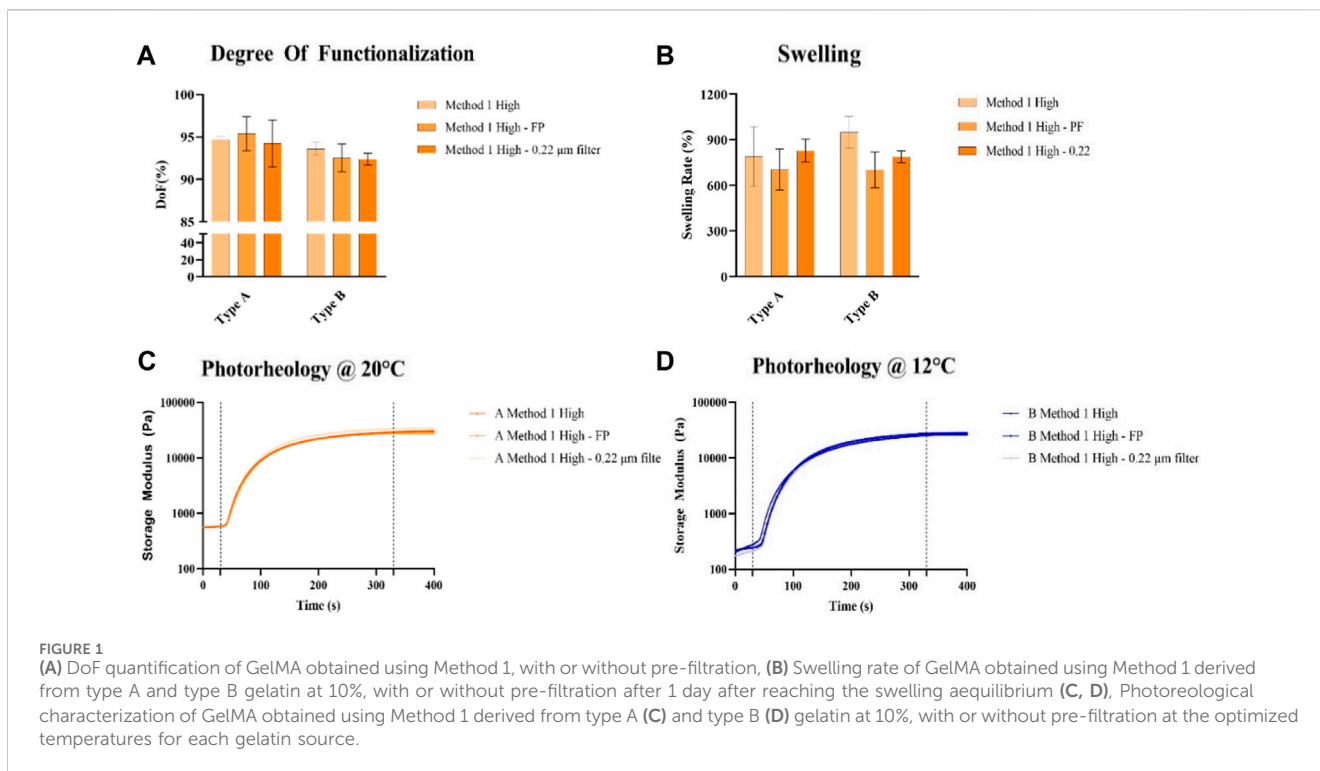 A
Degree Of Functionalization
100
95
90
85
40
20
0
DoF(%)
Type A
Type B
Method 1 High
Method 1 High - FP
Method 1 High - 0.22 µm filter
B
Swelling
1200
900
600
300
0
Swelling Rate (%)
Type A
Type B
Method 1 High
Method 1 High - PF
Method 1 High - 0.22
C
Photorheology @ 20°C
100000
10000
1000
100
Storage Modulus (Pa)
0 100 200 300 400
Time (s)
A Method 1 High
A Method 1 High - FP
A Method 1 High - 0.22 µm filte
D
Photorheology @ 12°C
100000
10000
1000
100
Storage Modulus (Pa)
0 100 200 300 400
Time (s)
B Method 1 High
B Method 1 High - FP
B Method 1 High - 0.22 µm filter
FIGURE 1
(A) DoF quantification of GelMA obtained using Method 1, with or without pre-filtration, (B) Swelling rate of GelMA obtained using Method 1 derived
from type A and type B gelatin at 10%, with or without pre-filtration after 1 day after reaching the swelling aequilibrium (C, D), Photoreological
characterization of GelMA obtained using Method 1 derived from type A (C) and type B (D) gelatin at 10%, with or without pre-filtration at the optimized
temperatures for each gelatin source.